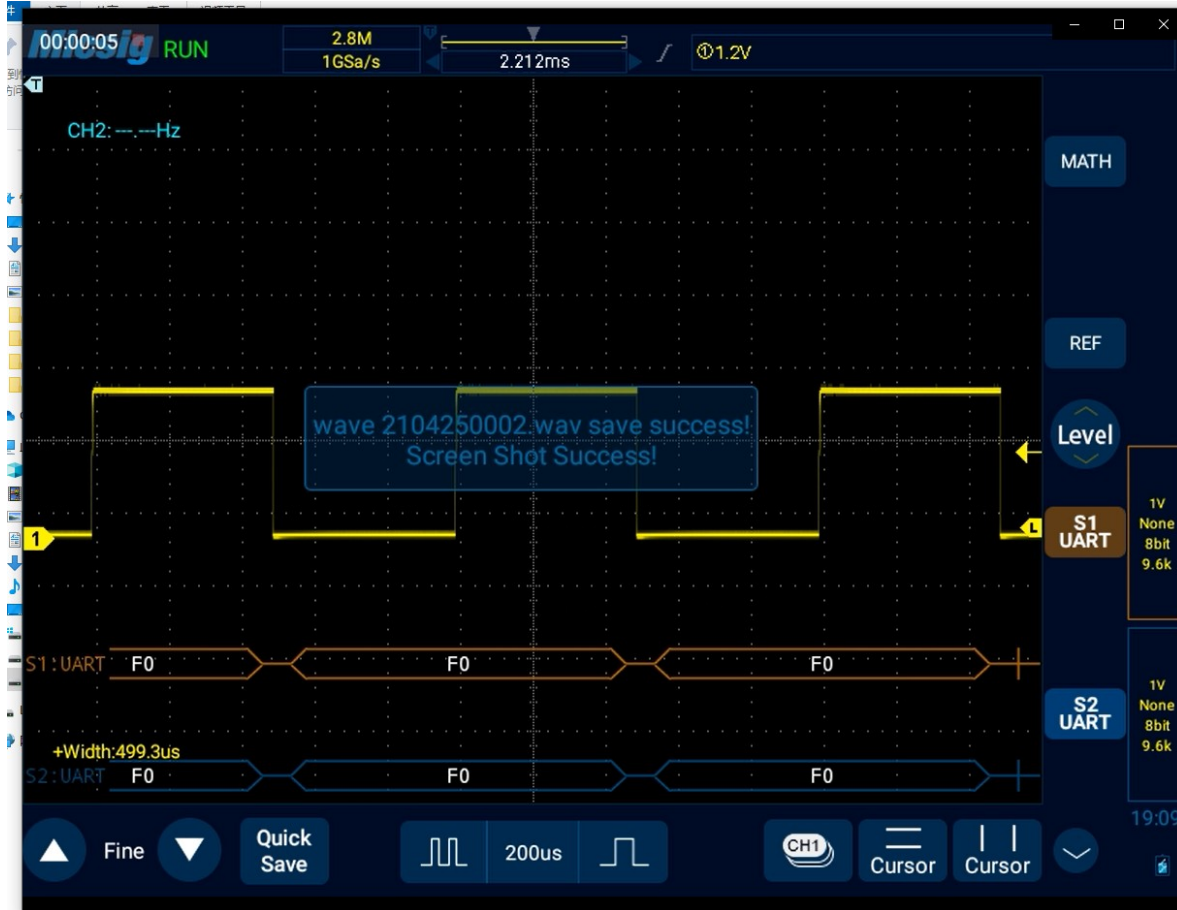 00:00:05
RUN
2.8M
1GSa/s
2.212ms
①1.2V
T
CH2: ---.---Hz
MATH
REF
wave 2104250002.wav save success!
Screen Shot Success!
Level
1
L
S1
UART
1V
None
8bit
9.6k
S1:UART F0 F0 F0
S2
UART
1V
None
8bit
9.6k
+Width:499.3us
S2:UART F0 F0 F0
19:09
Fine
Quick
Save
200us
CH1
Cursor
Cursor